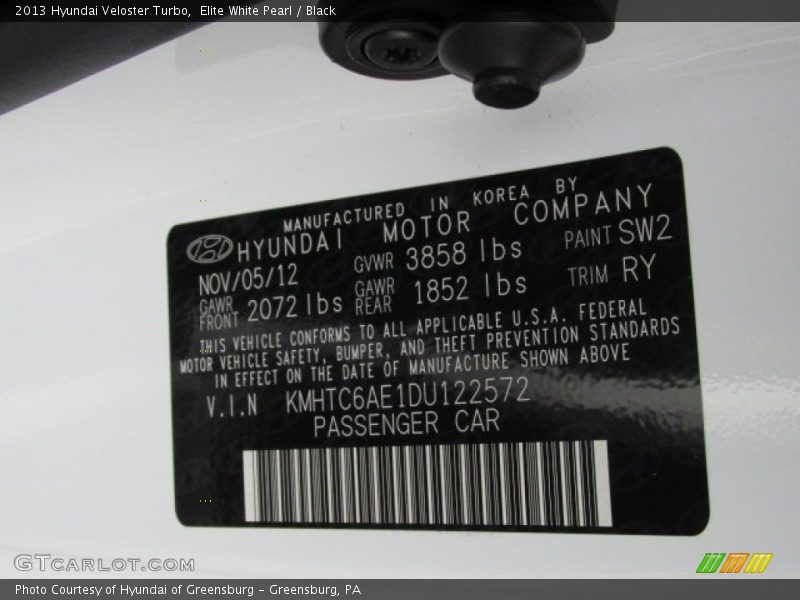 2013 Hyundai Veloster Turbo, Elite White Pearl / Black
MANUFACTURED IN KOREA BY
HYUNDAI MOTOR COMPANY
NOV/05/12 GVWR 3858 lbs PAINT SW2
GAWR FRONT 2072 lbs GAWR REAR 1852 lbs TRIM RY
THIS VEHICLE CONFORMS TO ALL APPLICABLE U.S.A. FEDERAL
MOTOR VEHICLE SAFETY, BUMPER, AND THEFT PREVENTION STANDARDS
IN EFFECT ON THE DATE OF MANUFACTURE SHOWN ABOVE
V.I.N KMHTC6AE1DU122572
PASSENGER CAR
GTCARLOT.COM
Photo Courtesy of Hyundai of Greensburg - Greensburg, PA